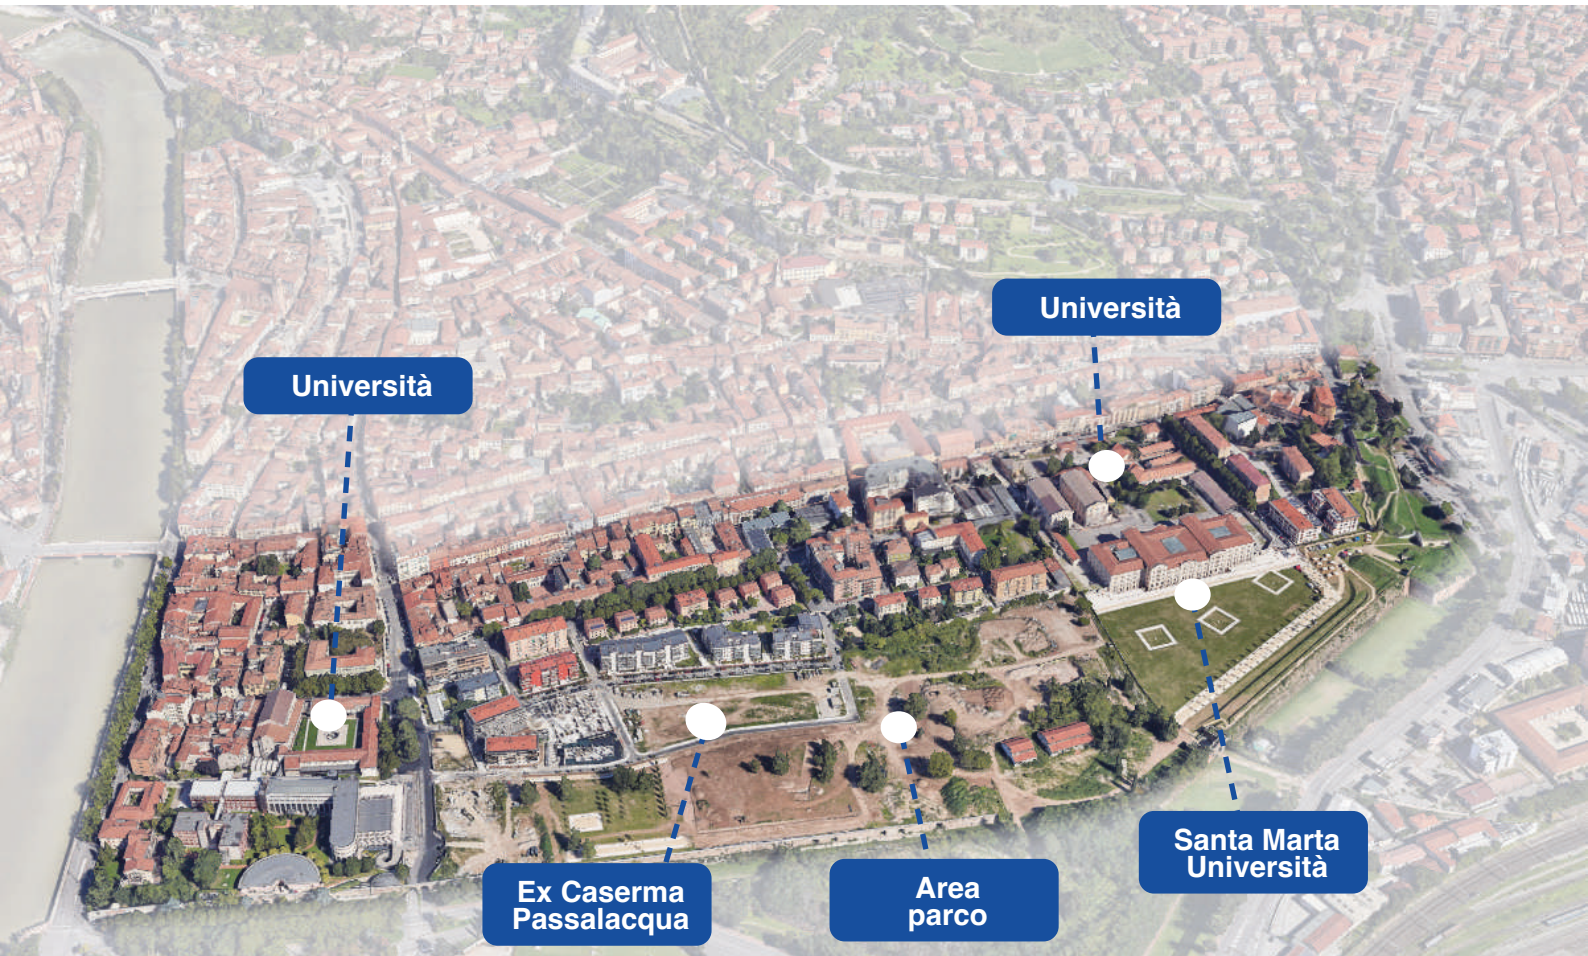 Università
Università
Santa Marta
Università
Ex Caserma
Passalacqua
Area
parco